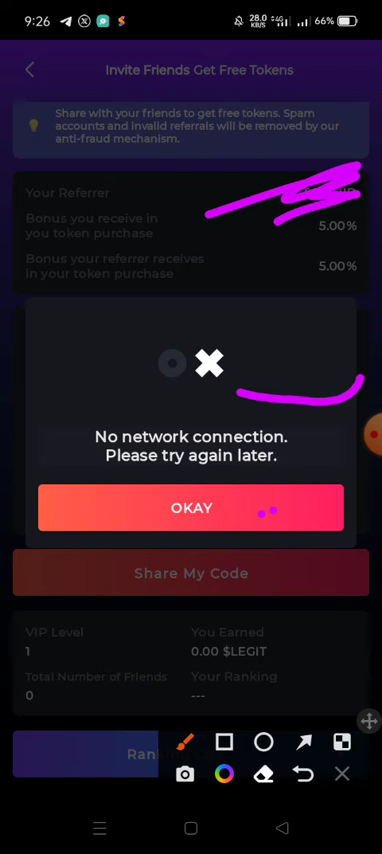 9:26
28.0
KB/S
4G
66%
Invite Friends Get Free Tokens
Share with your friends to get free tokens. Spam
accounts and invalid referrals will be removed by our
anti-fraud mechanism.
Your Referrer
Bonus you receive in
you token purchase
5.00%
Bonus your referrer receives
in your token purchase
5.00%
No network connection.
Please try again later.
OKAY
Share My Code
VIP Level
You Earned
1
0.00 $LEGIT
Total Number of Friends
Your Ranking
0
---